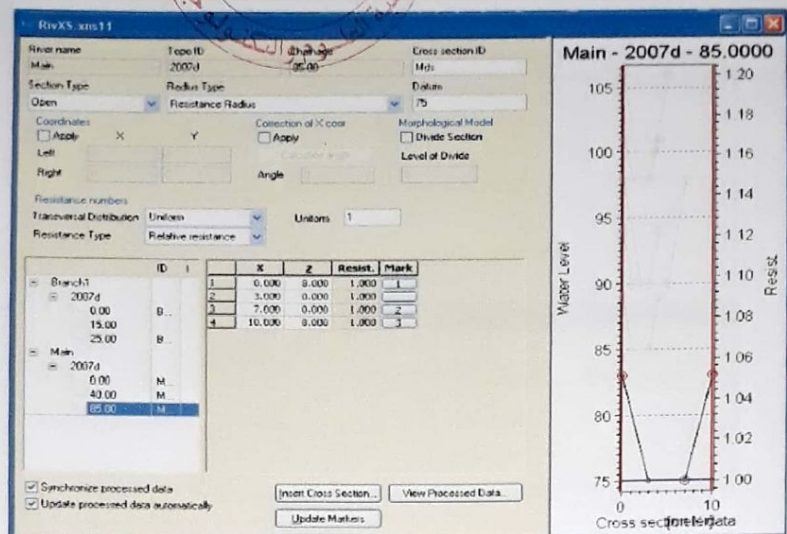 RivXS.xns11
River name Topo ID Chainage Cross section ID
Main 2007d 85.00 Mds
Section Type Radius Type Datum
Open Resistance Radius 75
Coordinates Correction of X coor Morphological Model
Apply X Y Apply Divide Section
Left Level of Divide
Right Angle
Resistance numbers
Transversal Distribution Uniform Uniform 1
Resistance Type Relative resistance
ID
Branch1
2007d
0.00 B...
15.00
25.00 B...
Main
2007d
0.00 M...
40.00 M...
85.00 M...
X Z Resist. Mark
1 0.000 8.000 1.000 1
2 3.000 0.000 1.000
3 7.000 0.000 1.000 2
4 10.000 8.000 1.000 3
Synchronize processed data
Update processed data automatically
Insert Cross Section... View Processed Data...
Update Markers
Main - 2007d - 85.0000
105
100
95
90
85
80
75
Water Level
1.20
1.18
1.16
1.14
1.12
1.10
1.08
1.06
1.04
1.02
1.00
Resist
0 10
Cross section data
[meter]